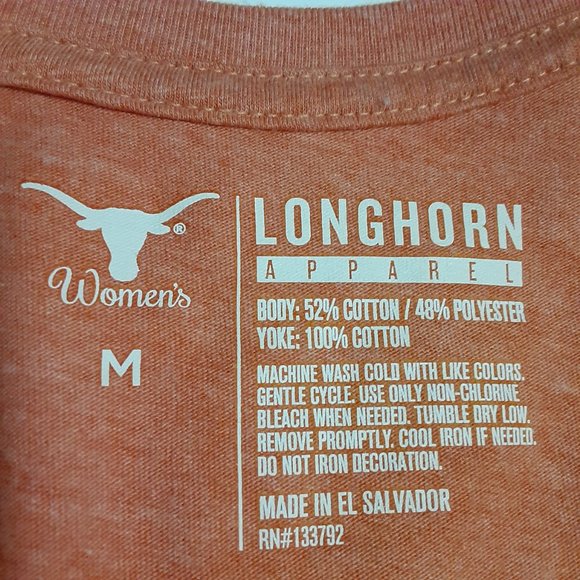 LONGHORN
APPAREL
Women's
M
BODY: 52% COTTON / 48% POLYESTER
YOKE: 100% COTTON
MACHINE WASH COLD WITH LIKE COLORS.
GENTLE CYCLE. USE ONLY NON-CHLORINE
BLEACH WHEN NEEDED. TUMBLE DRY LOW.
REMOVE PROMPTLY. COOL IRON IF NEEDED.
DO NOT IRON DECORATION.
MADE IN EL SALVADOR
RN#133792
®